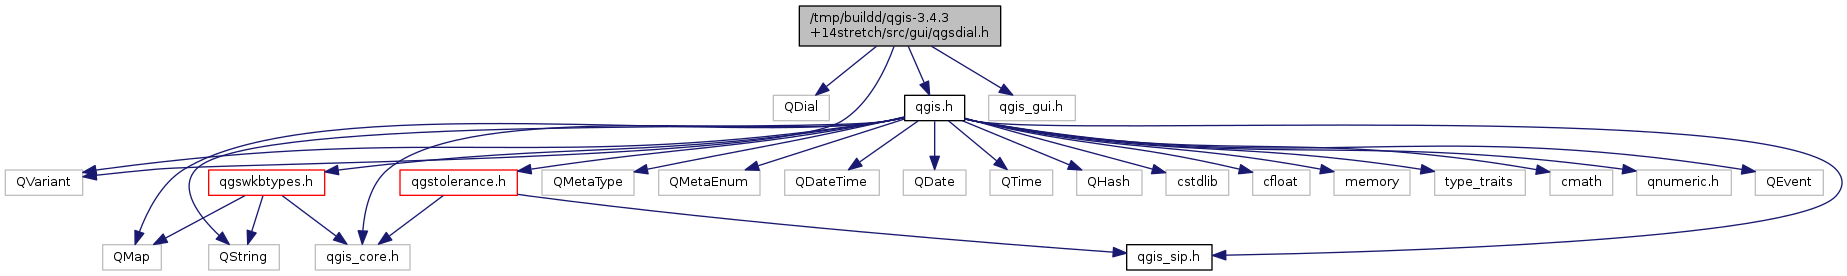 /tmp/buildd/qgis-3.4.3
+14stretch/src/gui/qgsdial.h
QDial
qgis.h
qgis_gui.h
QVariant
qgswkbtypes.h
qgstolerance.h
QMetaType
QMetaEnum
QDateTime
QDate
QTime
QHash
cstdlib
cfloat
memory
type_traits
cmath
qnumeric.h
QEvent
QMap
QString
qgis_core.h
qgis_sip.h